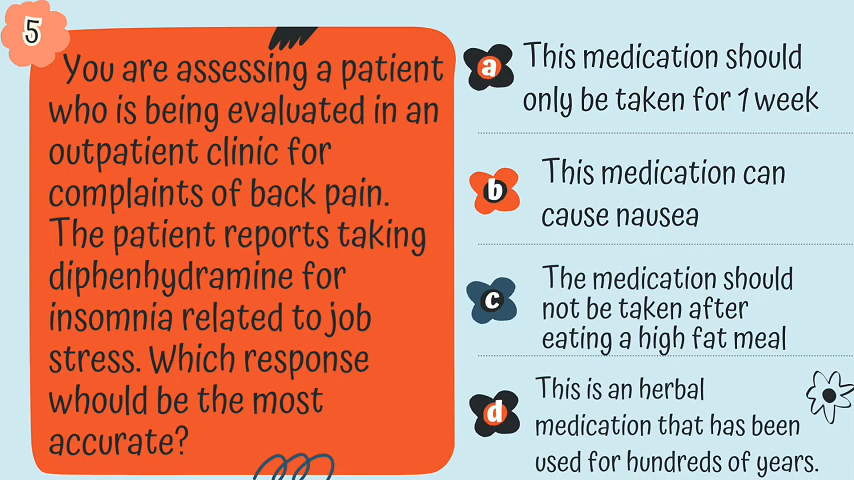 5
You are assessing a patient
who is being evaluated in an
outpatient clinic for
complaints of back pain.
The patient reports taking
diphenhydramine for
insomnia related to job
stress. Which response
whould be the most
accurate?
a
This medication should
only be taken for 1 week
b
This medication can
cause nausea
c
The medication should
not be taken after
eating a high fat meal
d
This is an herbal
medication that has been
used for hundreds of years.